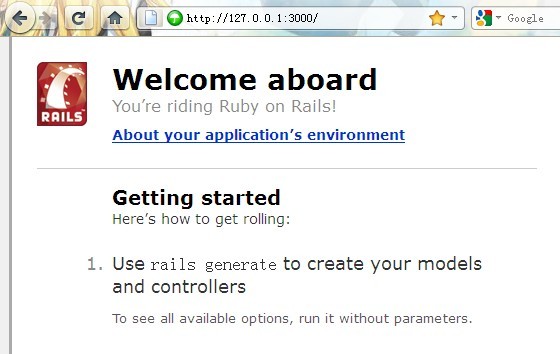 http://127.0.0.1:3000/
Google
RAILS
Welcome aboard
You’re riding Ruby on Rails!
About your application’s environment
Getting started
Here’s how to get rolling:
1. Use rails generate to create your models
and controllers
To see all available options, run it without parameters.